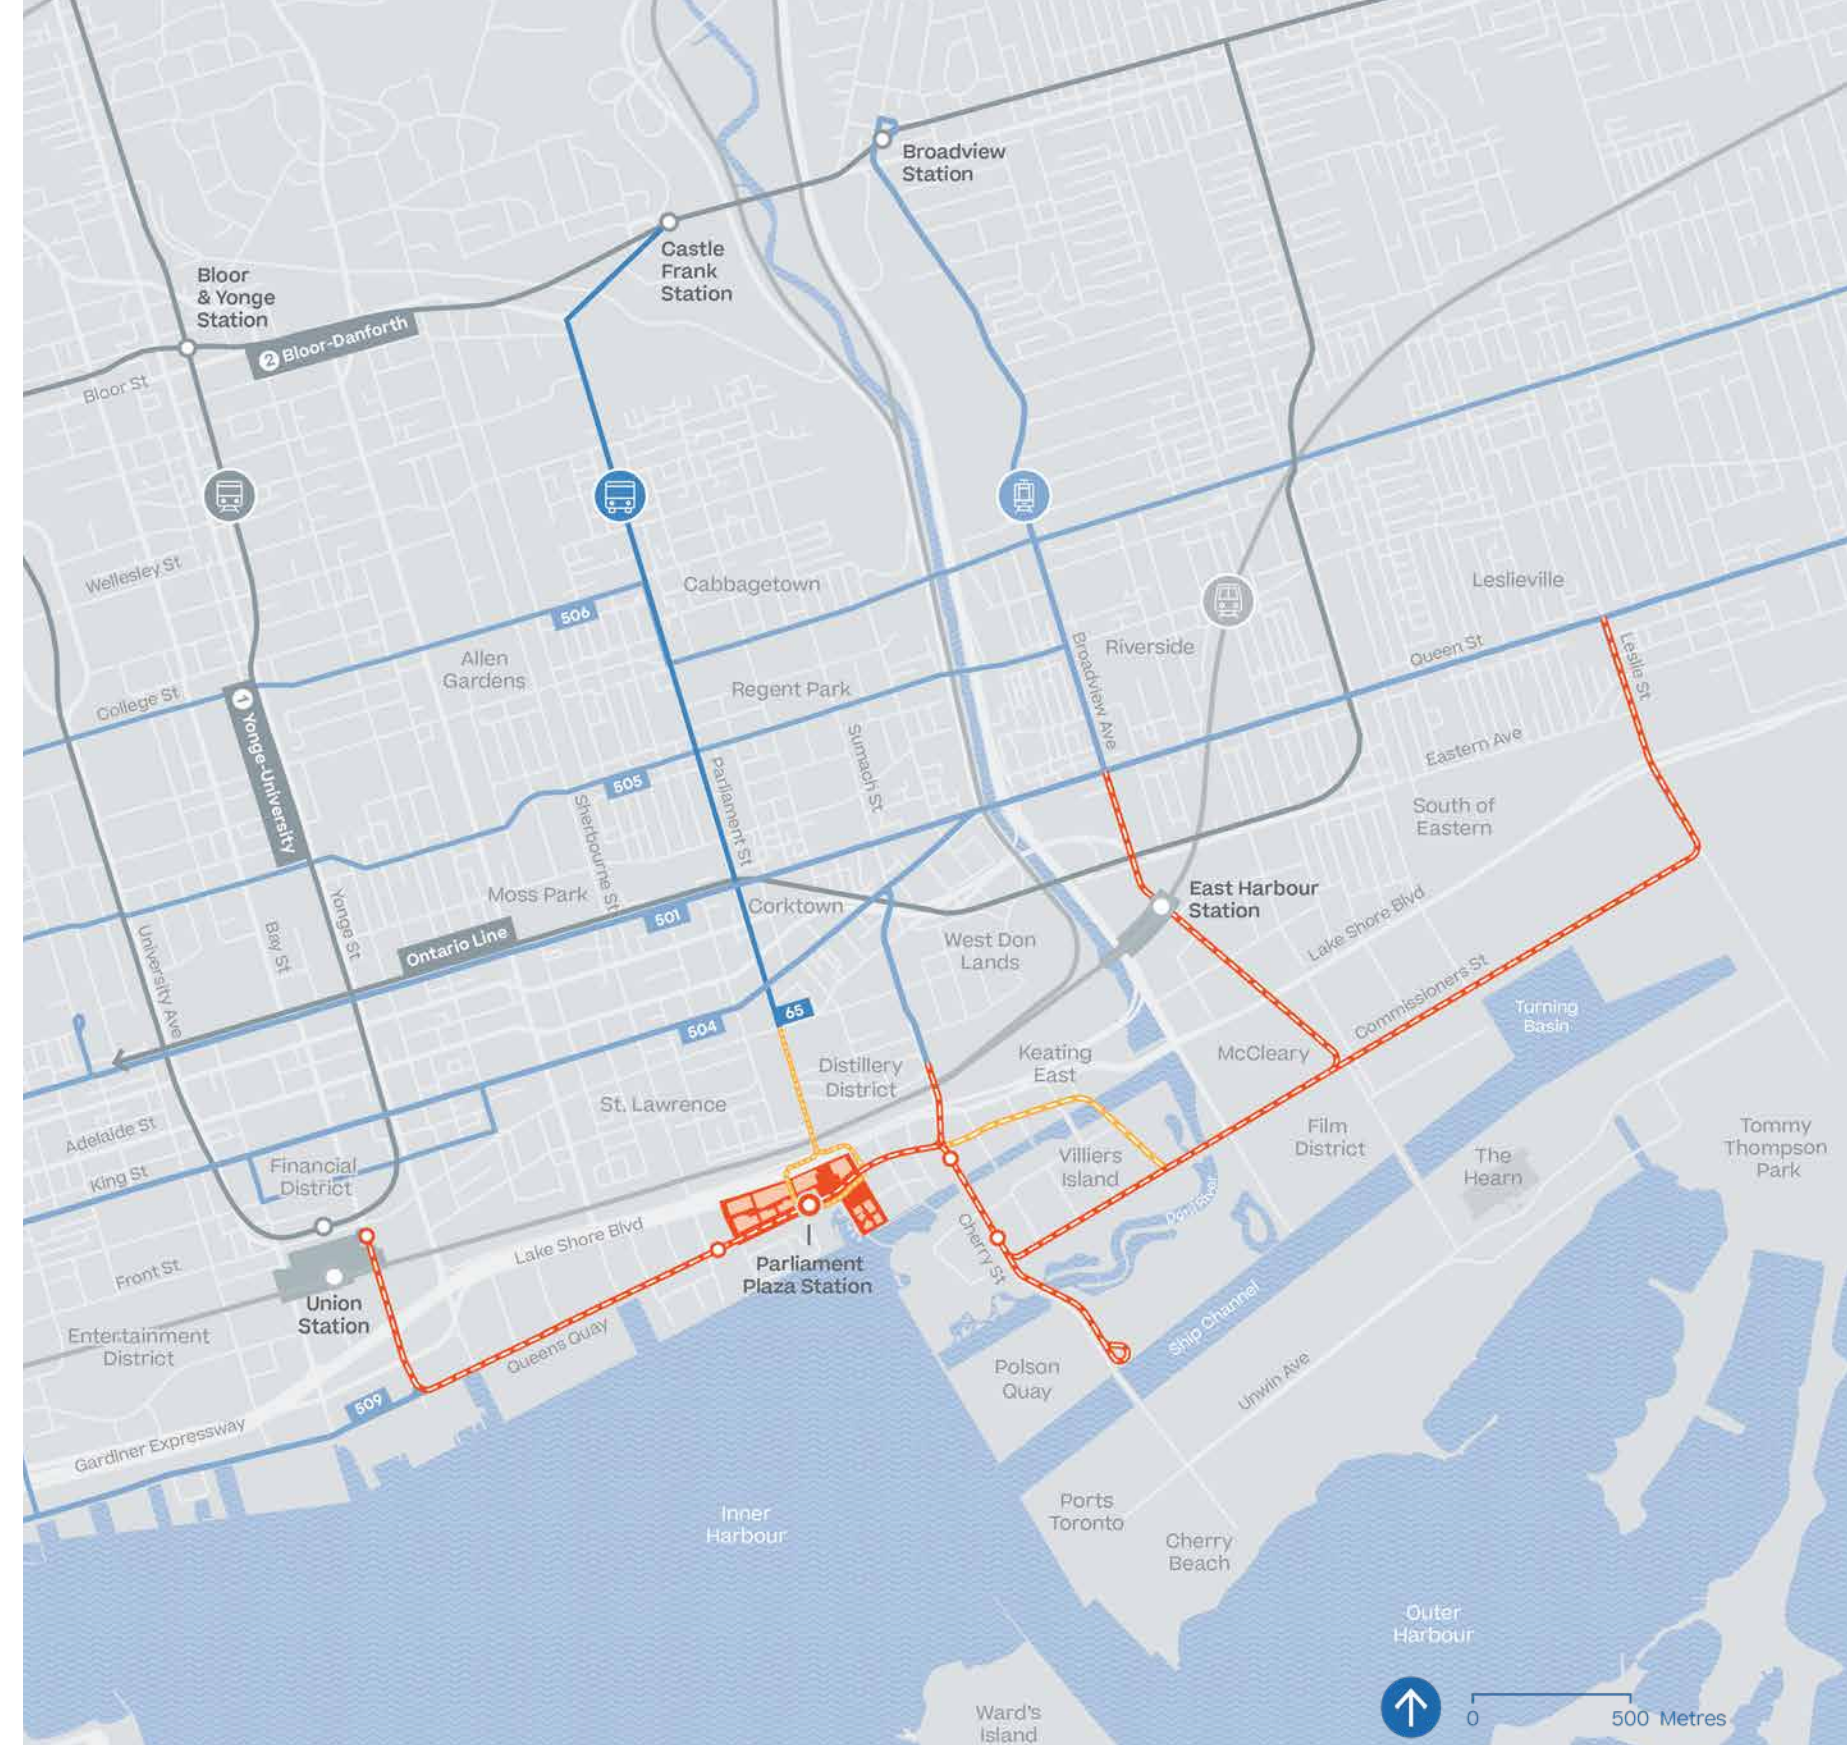 Broadview
Station
Castle
Frank
Station
Bloor
& Yonge
Station
2 Bloor-Danforth
Bloor St
Wellesley St
Cabbagetown
Leslieville
506
Riverside
Broadview Ave
Queen St
Leslie St
Allen
Gardens
Regent Park
College St
1 Yonge-University
Sumach St
Eastern Ave
Parliament St
505
Sherbourne St
South of
Eastern
Moss Park
Corktown
East Harbour
Station
501
Yonge St
Bay St
University Ave
Ontario Line
West Don
Lands
Lake Shore Blvd
Commissioners St
65
504
Turning
Basin
Distillery
District
Keating
East
McCleary
St. Lawrence
Adelaide St
King St
Financial
District
Villiers
Island
Film
District
The
Hearn
Tommy
Thompson
Park
Don River
Cherry St
Lake Shore Blvd
Parliament
Plaza Station
Front St
Union
Station
Entertainment
District
Queens Quay
Ship Channel
Polson
Quay
Unwin Ave
509
Gardiner Expressway
Inner
Harbour
Ports
Toronto
Cherry
Beach
Outer
Harbour
Ward's
Island
0 500 Metres